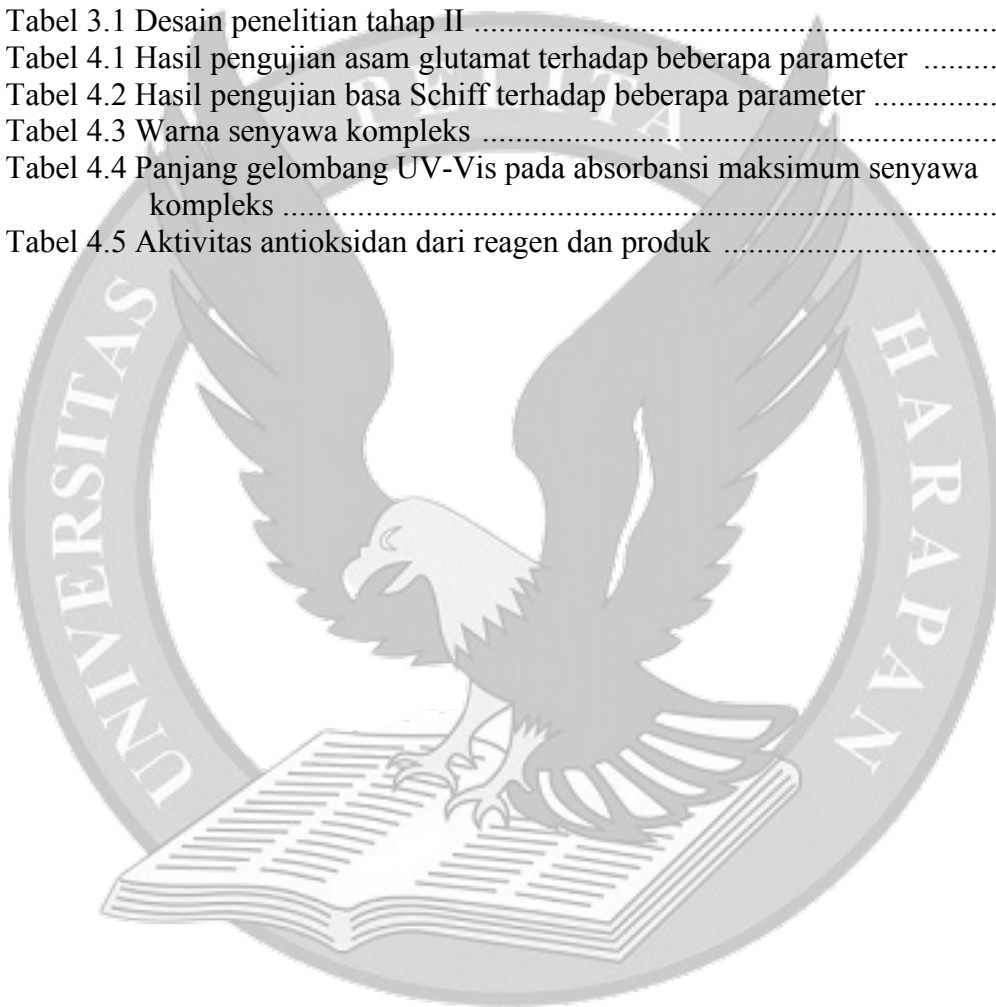 Tabel 3.1 Desain penelitian tahap II ......................................................................
Tabel 4.1 Hasil pengujian asam glutamat terhadap beberapa parameter .........
Tabel 4.2 Hasil pengujian basa Schiff terhadap beberapa parameter ................
Tabel 4.3 Warna senyawa kompleks .....................................................................
Tabel 4.4 Panjang gelombang UV-Vis pada absorbansi maksimum senyawa
kompleks ...............................................................................................
Tabel 4.5 Aktivitas antioksidan dari reagen dan produk ....................................
UNIVERSITAS PELITA HARAPAN